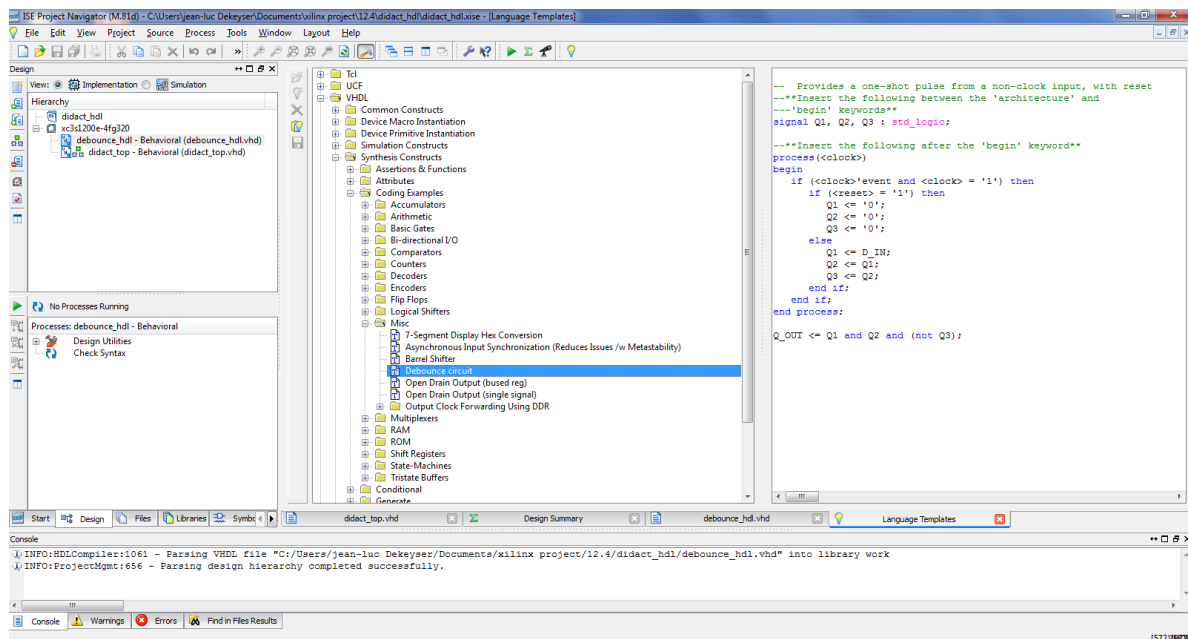 ISE Project Navigator (M.81d) - C:\Users\jean-luc Dekeyser\Documents\xilinx project\12.4\didact_hdl\didact_hdl.xise - [Language Templates]
File Edit View Project Source Process Tools Window Layout Help
Design
View: Implementation Simulation
Hierarchy
didact_hdl
xc3s1200e-4fg320
debounce_hdl - Behavioral (debounce_hdl.vhd)
didact_top - Behavioral (didact_top.vhd)
No Processes Running
Processes: debounce_hdl - Behavioral
Design Utilities
Check Syntax
Tcl
UCF
VHDL
Common Constructs
Device Macro Instantiation
Device Primitive Instantiation
Simulation Constructs
Synthesis Constructs
Assertions & Functions
Attributes
Coding Examples
Accumulators
Arithmetic
Basic Gates
Bi-directional I/O
Comparators
Counters
Decoders
Encoders
Flip Flops
Logical Shifters
Misc
7-Segment Display Hex Conversion
Asynchronous Input Synchronization (Reduces Issues /w Metastability)
Barrel Shifter
Debounce circuit
Open Drain Output (bused reg)
Open Drain Output (single signal)
Output Clock Forwarding Using DDR
Multiplexers
RAM
ROM
Shift Registers
State-Machines
Tristate Buffers
Conditional
Generate
--  Provides a one-shot pulse from a non-clock input, with reset
--**Insert the following between the 'architecture' and
---'begin' keywords**
signal Q1, Q2, Q3 : std_logic;
--**Insert the following after the 'begin' keyword**
process(<clock>)
begin
if (<clock>'event and <clock> = '1') then
if (<reset> = '1') then
Q1 <= '0';
Q2 <= '0';
Q3 <= '0';
else
Q1 <= D_IN;
Q2 <= Q1;
Q3 <= Q2;
end if;
end if;
end process;
Q_OUT <= Q1 and Q2 and (not Q3);
Start Design Files Libraries Symbc
didact_top.vhd Design Summary debounce_hdl.vhd Language Templates
Console
INFO:HDLCompiler:1061 - Parsing VHDL file "C:/Users/jean-luc Dekeyser/Documents/xilinx project/12.4/didact_hdl/debounce_hdl.vhd" into library work
INFO:ProjectMgmt:656 - Parsing design hierarchy completed successfully.
Console Warnings Errors Find in Files Results